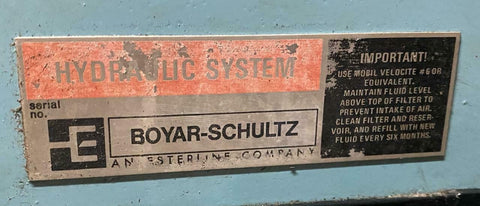 HYDRAULIC SYSTEM
serial
no.
BOYAR-SCHULTZ
AN ESTERLINE COMPANY
IMPORTANT!
USE MOBIL VELOCITE #6 OR
EQUIVALENT.
MAINTAIN FLUID LEVEL
ABOVE TOP OF FILTER TO
PREVENT INTAKE OF AIR.
CLEAN FILTER AND RESER-
VOIR, AND REFILL WITH NEW
FLUID EVERY SIX MONTHS.